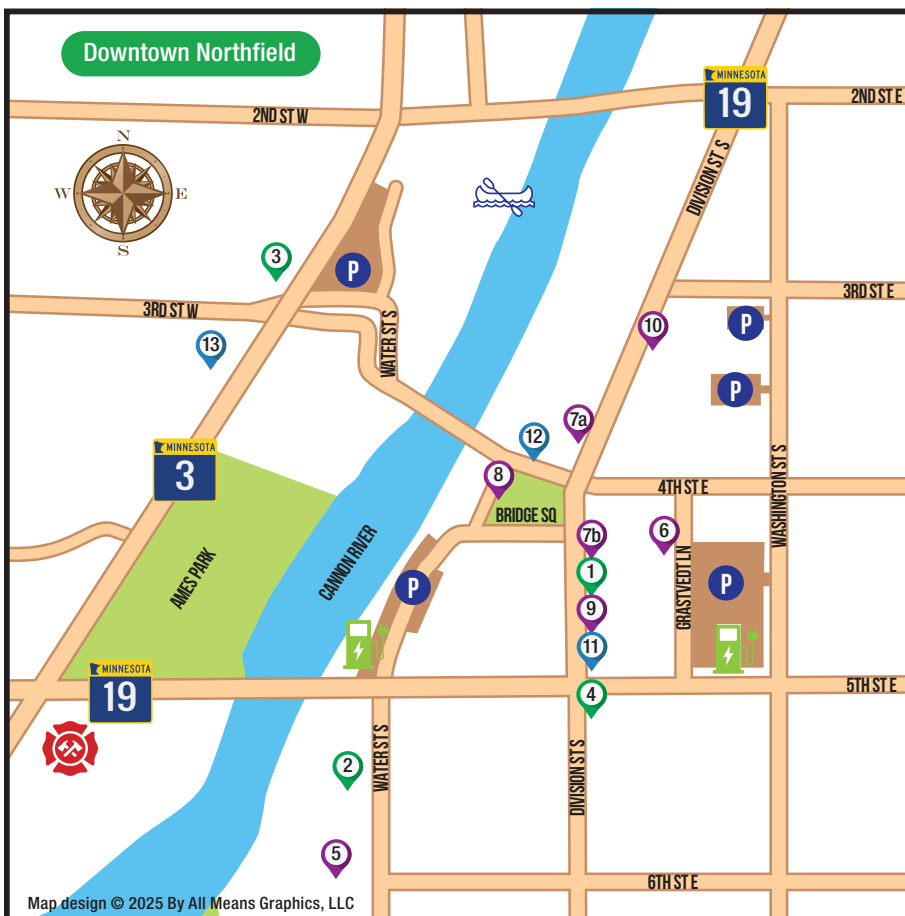 Downtown Northfield
MINNESOTA
19
2ND ST E
2ND ST W
N
W
E
S
DIVISION ST S
3
P
3RD ST E
3RD ST W
WATER ST S
10
P
13
P
7a
12
MINNESOTA
3
8
4TH ST E
WASHINGTON ST S
BRIDGE SQ
7b
6
CANNON RIVER
AMES PARK
P
1
GRASTVEDT LN
P
9
11
MINNESOTA
19
4
5TH ST E
WATER ST S
DIVISION ST S
2
5
6TH ST E
Map design © 2025 By All Means Graphics, LLC